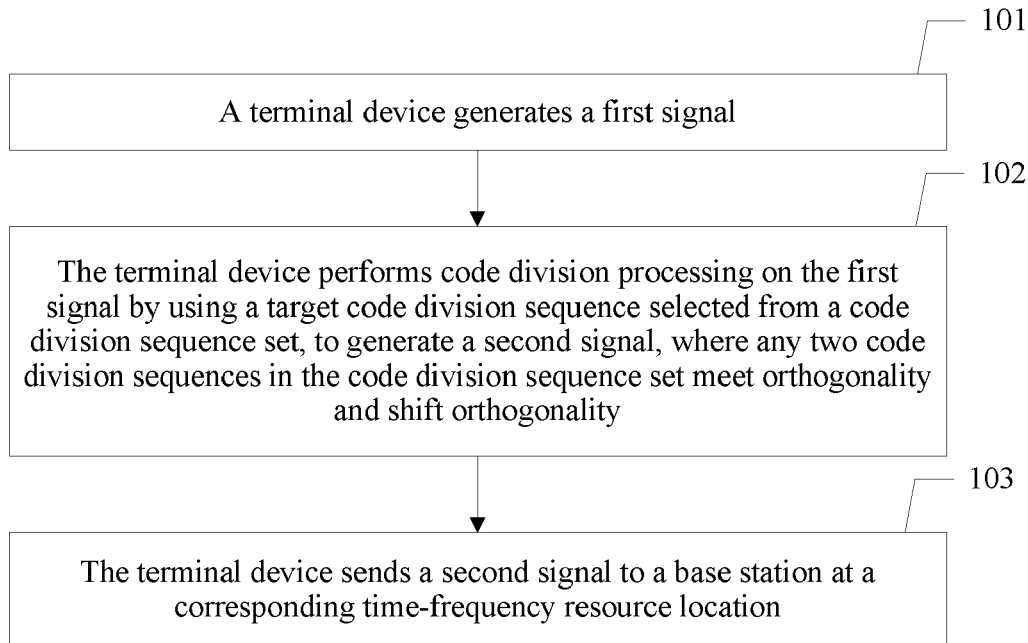 101
A terminal device generates a first signal
102
The terminal device performs code division processing on the first
signal by using a target code division sequence selected from a code
division sequence set, to generate a second signal, where any two code
division sequences in the code division sequence set meet orthogonality
and shift orthogonality
103
The terminal device sends a second signal to a base station at a
corresponding time-frequency resource location